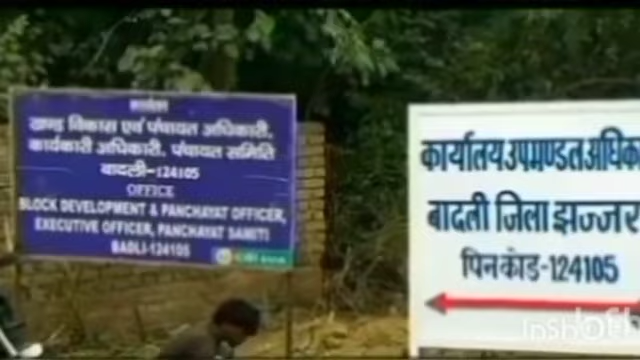 कार्यालय
खण्ड विकास एवं पंचायत अधिकारी,
कार्यकारी अधिकारी, पंचायत समिति
बादली-124105
OFFICE
BLOCK DEVELOPMENT & PANCHAYAT OFFICER,
EXECUTIVE OFFICER, PANCHAYAT SAMITI
BADLI-124105
कार्यालय उपमण्डल अधिका
बादली जिला झज्जर
पिनकोड-124105
InShOt